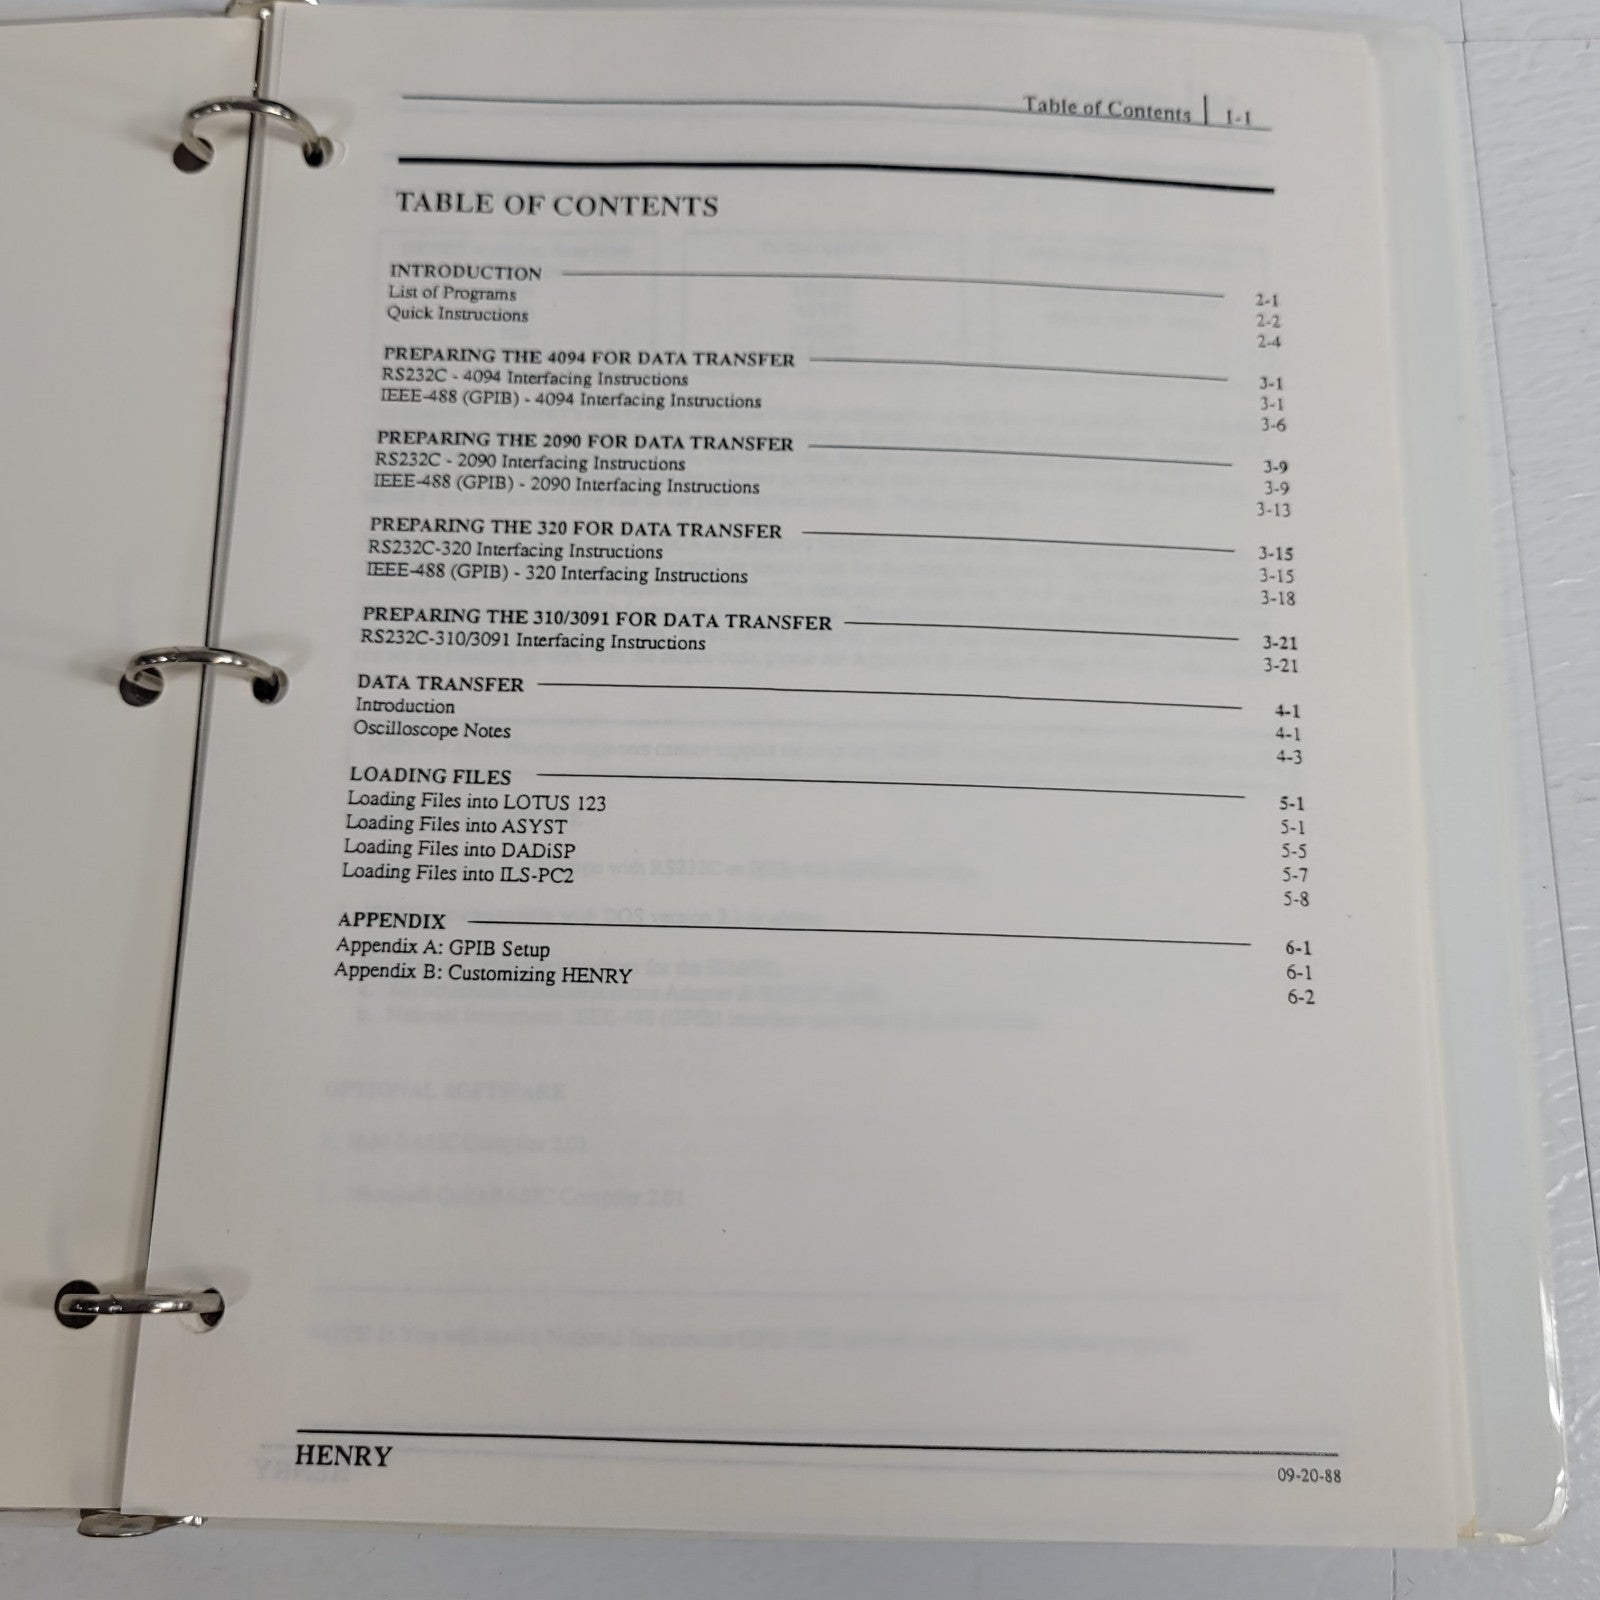 Table of Contents | 1-1
TABLE OF CONTENTS
INTRODUCTION 2-1
List of Programs 2-2
Quick Instructions 2-4
PREPARING THE 4094 FOR DATA TRANSFER 3-1
RS232C - 4094 Interfacing Instructions 3-1
IEEE-488 (GPIB) - 4094 Interfacing Instructions 3-6
PREPARING THE 2090 FOR DATA TRANSFER 3-9
RS232C - 2090 Interfacing Instructions 3-9
IEEE-488 (GPIB) - 2090 Interfacing Instructions 3-13
PREPARING THE 320 FOR DATA TRANSFER 3-15
RS232C-320 Interfacing Instructions 3-15
IEEE-488 (GPIB) - 320 Interfacing Instructions 3-18
PREPARING THE 310/3091 FOR DATA TRANSFER 3-21
RS232C-310/3091 Interfacing Instructions 3-21
DATA TRANSFER 4-1
Introduction 4-1
Oscilloscope Notes 4-3
LOADING FILES 5-1
Loading Files into LOTUS 123 5-1
Loading Files into ASYST 5-5
Loading Files into DADiSP 5-7
Loading Files into ILS-PC2 5-8
APPENDIX 6-1
Appendix A: GPIB Setup 6-1
Appendix B: Customizing HENRY 6-2
HENRY 09-20-88